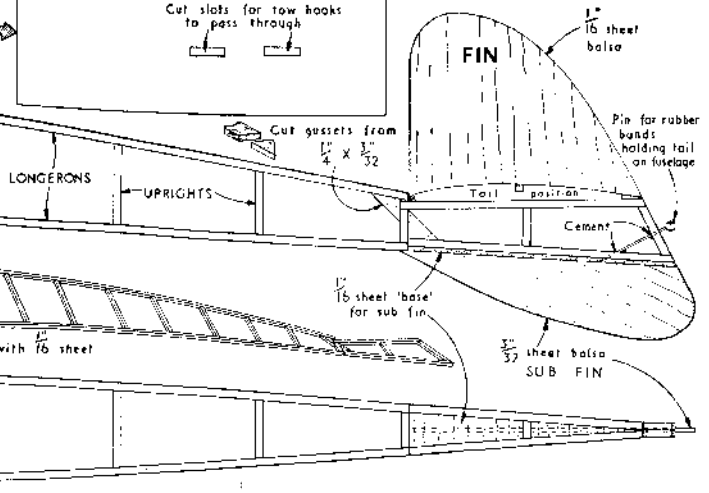 Cut slots for tow hooks
to pass through
1"
16 sheet
balsa
FIN
Pin for rubber
bands
holding tail
on fuselage
Cut gussets from
1"
4 X 3"
32
LONGERONS
UPRIGHTS
Tail position
Cement
1"
16 sheet 'base'
for sub fin
with 1"
16 sheet
3"
32 sheet balsa
SUB FIN